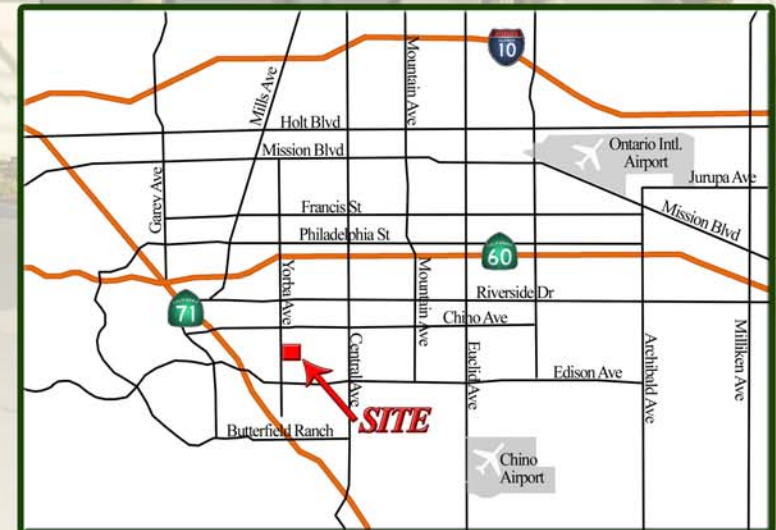 10
Mountain Ave
Mills Ave
Holt Blvd
Mission Blvd
Ontario Intl.
Airport
Jurupa Ave
Garey Ave
Francis St
Mission Blvd
Philadelphia St
60
Yorba Ave
Mountain Ave
Riverside Dr
71
Chino Ave
Central Ave
Euclid Ave
Archibald Ave
Milliken Ave
Edison Ave
SITE
Butterfield Ranch
Chino
Airport